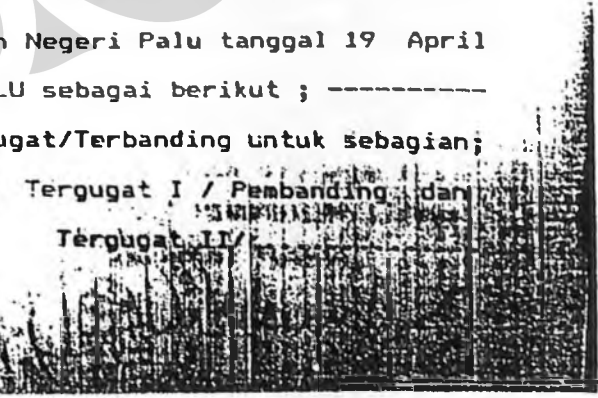 n Negeri Palu tanggal 19 April
LU sebagai berikut ; ----------
ugat/Terbanding untuk sebagian;
Tergugat I / Pembanding dan
Tergugat II/